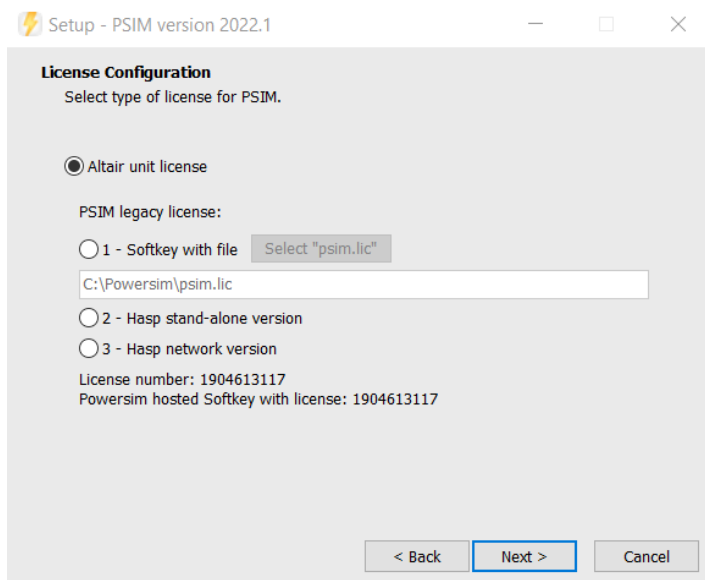 Setup - PSIM version 2022.1
License Configuration
Select type of license for PSIM.
Altair unit license
PSIM legacy license:
1 - Softkey with file Select "psim.lic"
C:\Powersim\psim.lic
2 - Hasp stand-alone version
3 - Hasp network version
License number: 1904613117
Powersim hosted Softkey with license: 1904613117
< Back Next > Cancel